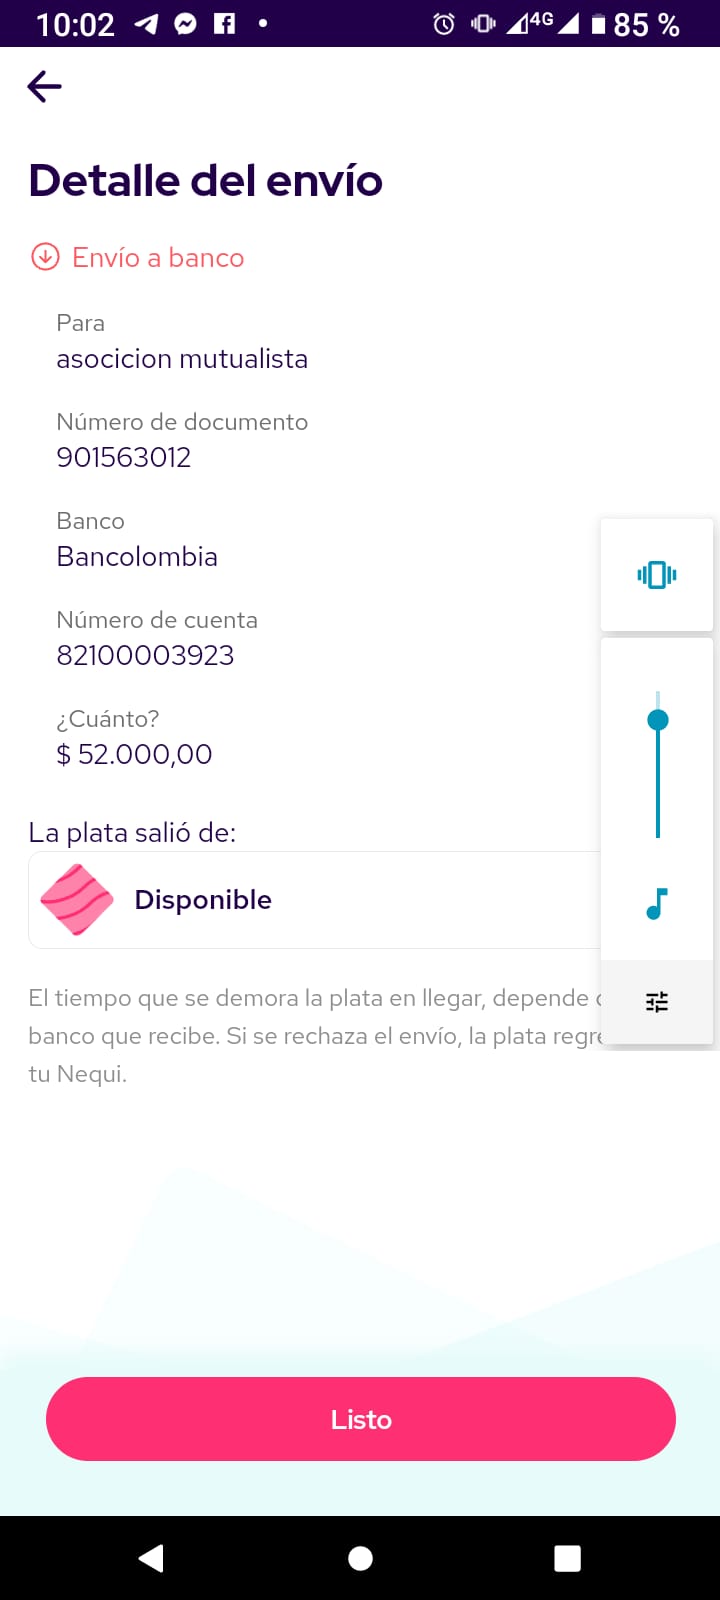 10:02
4G 85 %
Detalle del envío
Envío a banco
Para
asocicion mutualista
Número de documento
901563012
Banco
Bancolombia
Número de cuenta
82100003923
¿Cuánto?
$ 52.000,00
La plata salió de:
Disponible
El tiempo que se demora la plata en llegar, depende
banco que recibe. Si se rechaza el envío, la plata regre
tu Nequi.
Listo